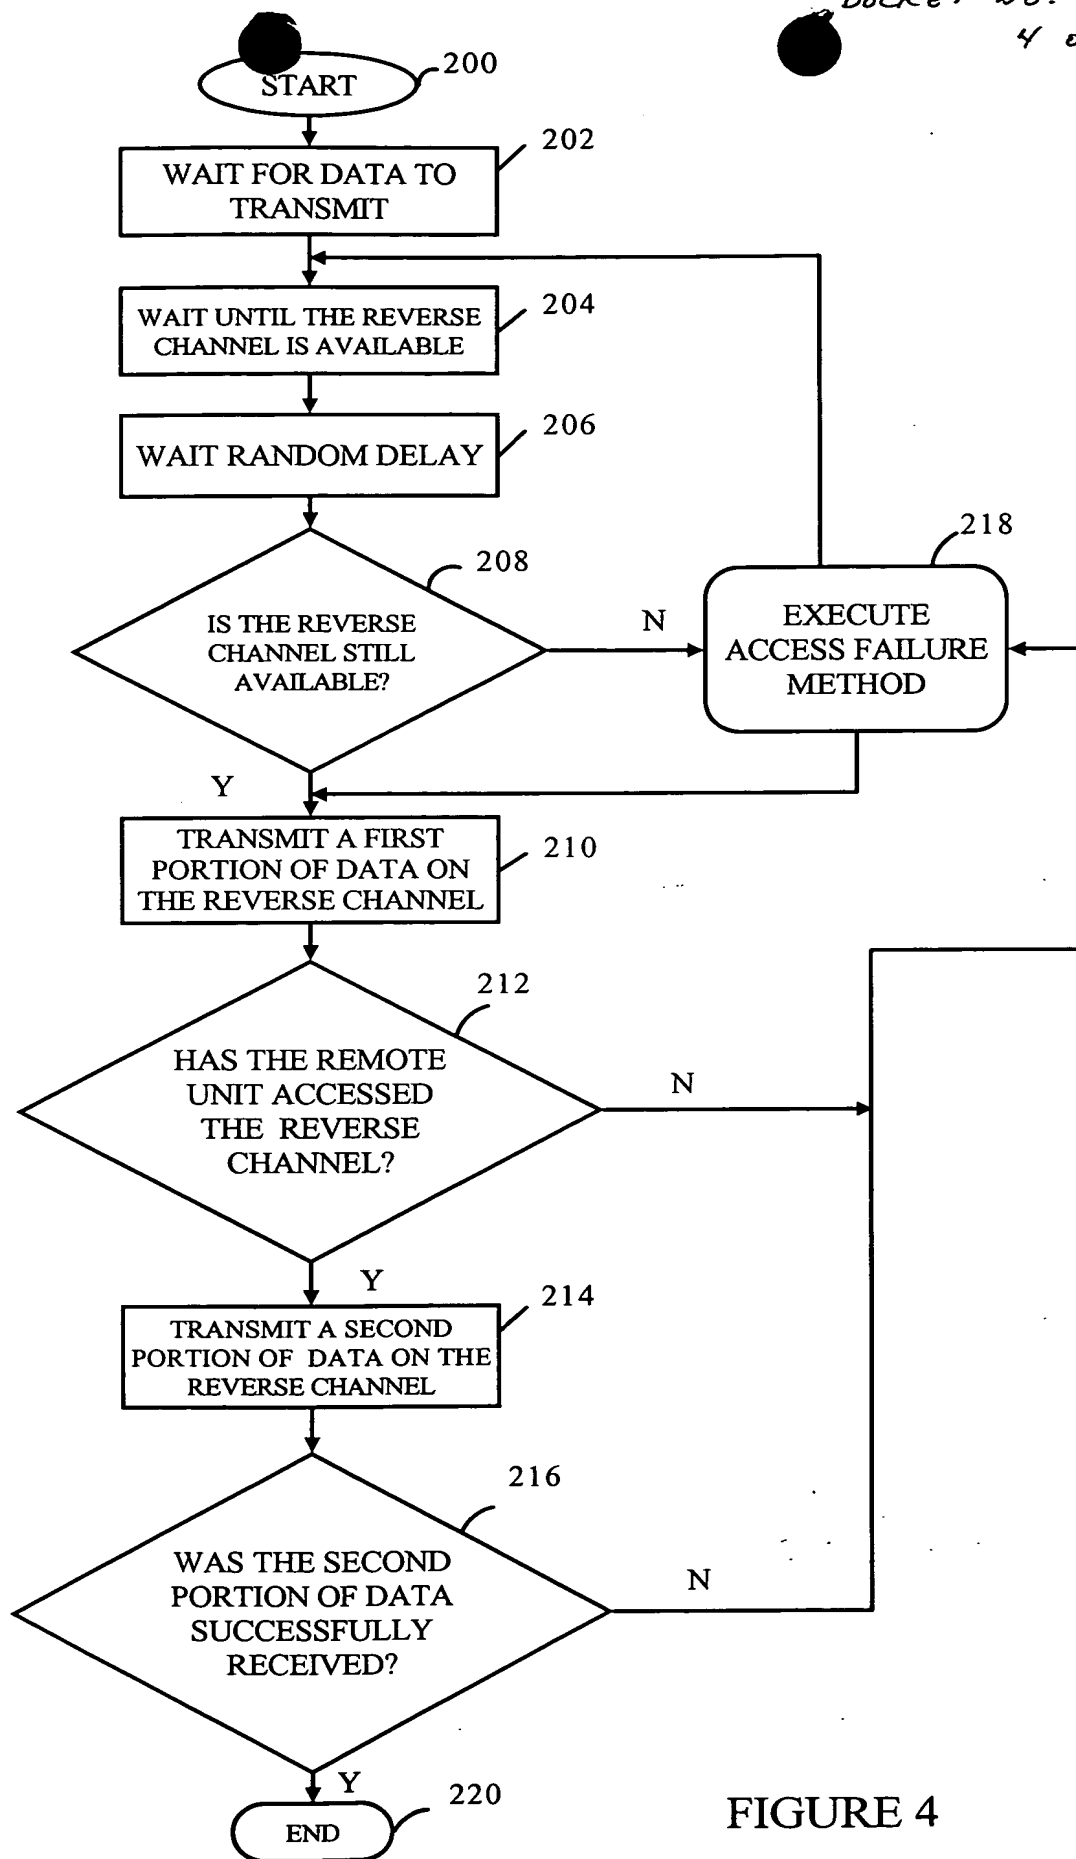 DOCKET NO.
4
START
200
202
WAIT FOR DATA TO
TRANSMIT
204
WAIT UNTIL THE REVERSE
CHANNEL IS AVAILABLE
206
WAIT RANDOM DELAY
208
IS THE REVERSE
CHANNEL STILL
AVAILABLE?
N
218
EXECUTE
ACCESS FAILURE
METHOD
Y
210
TRANSMIT A FIRST
PORTION OF DATA ON
THE REVERSE CHANNEL
212
HAS THE REMOTE
UNIT ACCESSED
THE REVERSE
CHANNEL?
N
Y
214
TRANSMIT A SECOND
PORTION OF DATA ON THE
REVERSE CHANNEL
216
WAS THE SECOND
PORTION OF DATA
SUCCESSFULLY
RECEIVED?
N
Y
220
END
FIGURE 4